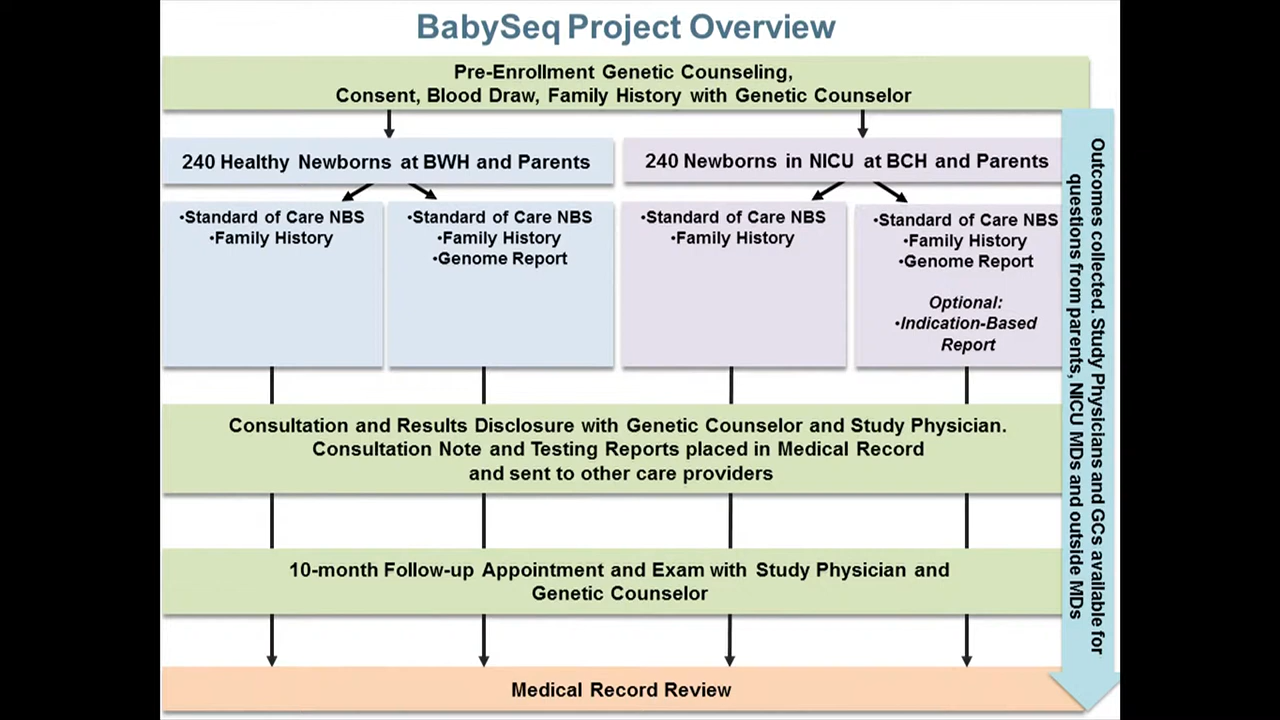 BabySeq Project Overview
Pre-Enrollment Genetic Counseling,
Consent, Blood Draw, Family History with Genetic Counselor
240 Healthy Newborns at BWH and Parents
240 Newborns in NICU at BCH and Parents
•Standard of Care NBS
•Family History
•Standard of Care NBS
•Family History
•Genome Report
•Standard of Care NBS
•Family History
•Standard of Care NBS
•Family History
•Genome Report
Optional:
•Indication-Based
Report
Consultation and Results Disclosure with Genetic Counselor and Study Physician.
Consultation Note and Testing Reports placed in Medical Record
and sent to other care providers
10-month Follow-up Appointment and Exam with Study Physician and
Genetic Counselor
Medical Record Review
Outcomes collected. Study Physicians and GCs available for
questions from parents, NICU MDs and outside MDs